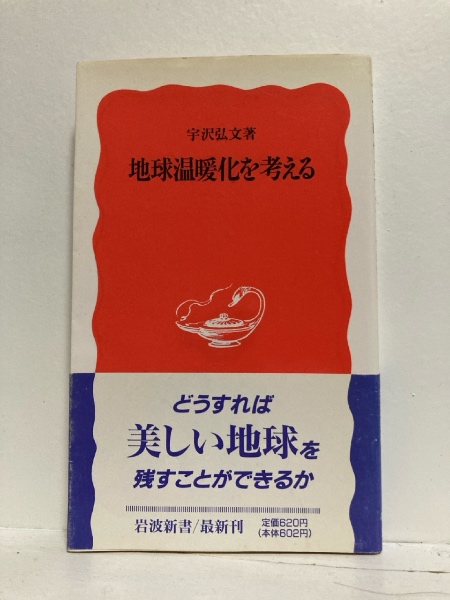 宇沢弘文著
地球温暖化を考える
どうすれば
美しい地球を
残すことができるか
岩波新書/最新刊
定価620円
(本体602円)